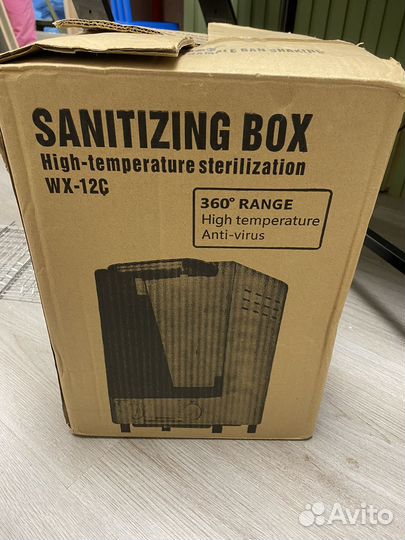 SANITIZING BOX
High-temperature sterilization
WX-12C
360° RANGE
High temperature
Anti-virus
Avito